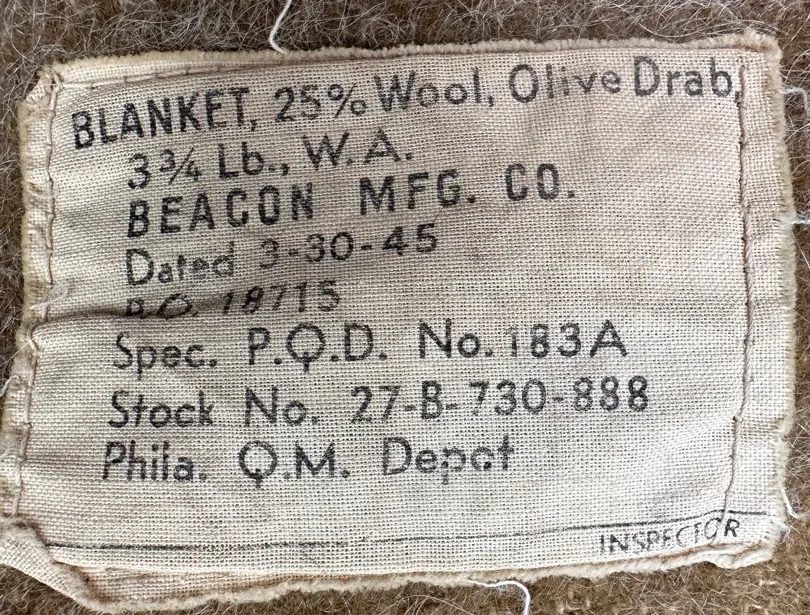 BLANKET, 25% Wool, Olive Drab,
3¾ Lb., W.A.
BEACON MFG. CO.
Dated 3-30-45
P.O. 18715
Spec. P.Q.D. No. 183A
Stock No. 27-B-730-888
Phila. Q.M. Depot
INSPECTOR